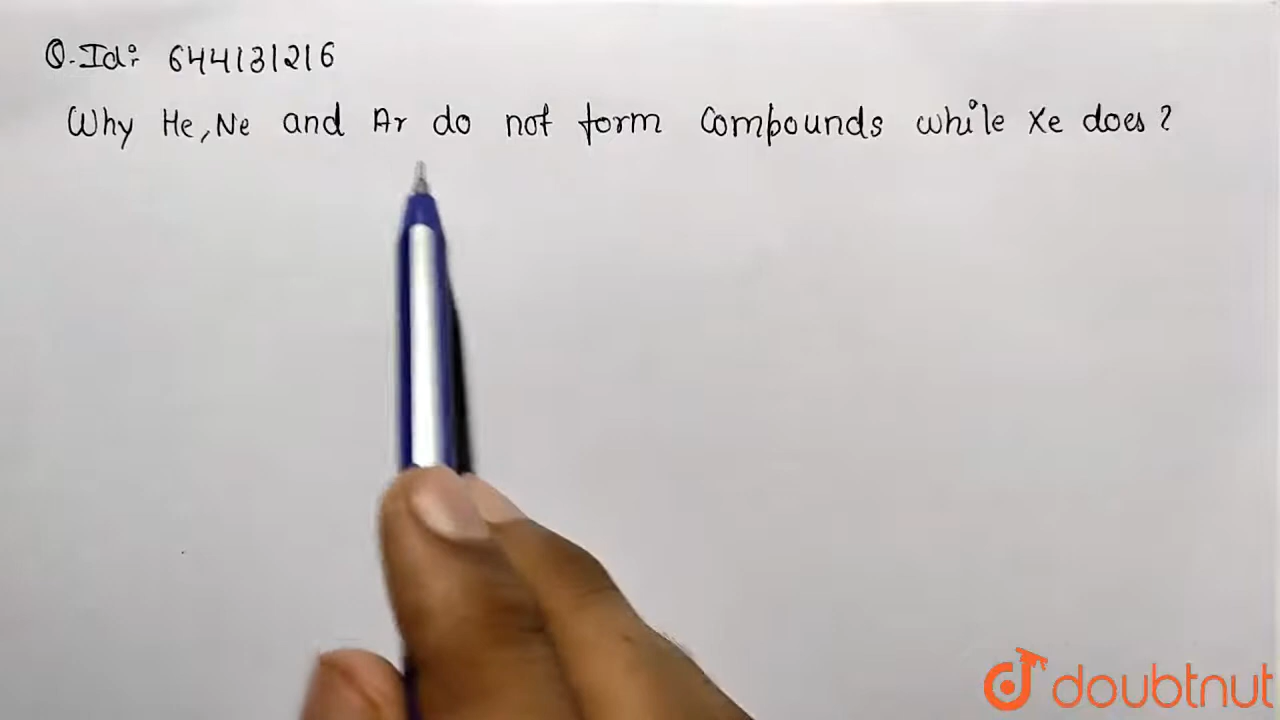 Q.Id: 644131216
Why He, Ne and Ar do not form compounds while Xe does?
doubtnut